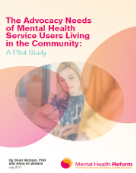 The Advocacy Needs
of Mental Health
Service Users Living
in the Community:
A Pilot Study
Mental Health Reform